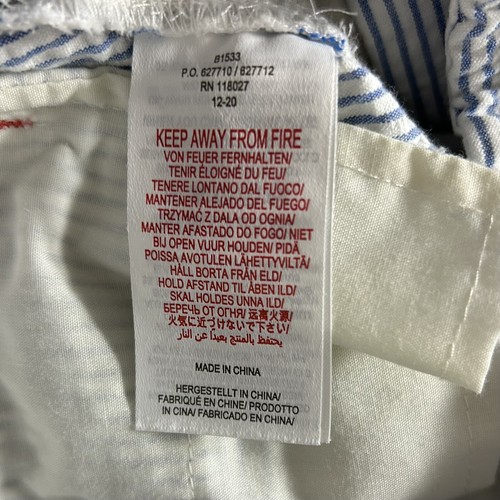 81533
P.O. 627710 / 627712
RN 118027
12-20
KEEP AWAY FROM FIRE
VON FEUER FERNHALTEN/
TENIR ÉLOIGNÉ DU FEU/
TENERE LONTANO DAL FUOCO/
MANTENER ALEJADO DEL FUEGO/
TRZYMAĆ Z DALA OD OGNIA/
MANTER AFASTADO DO FOGO/ NIET
BIJ OPEN VUUR HOUDEN/ PIDÄ
POISSA AVOTULEN LÄHETTYVILTÄ/
HÅLL BORTA FRÅN ELD/
HOLD AFSTAND TIL ÅBEN ILD/
SKAL HOLDES UNNA ILD/
БЕРЕЧЬ ОТ ОГНЯ/ 远离火源/
火気に近づけないで下さい/
يحتفظ بالمنتج بعيداً عن النار
MADE IN CHINA
HERGESTELLT IN CHINA/
FABRIQUÉ EN CHINE/ PRODOTTO
IN CINA/ FABRICADO EN CHINA/